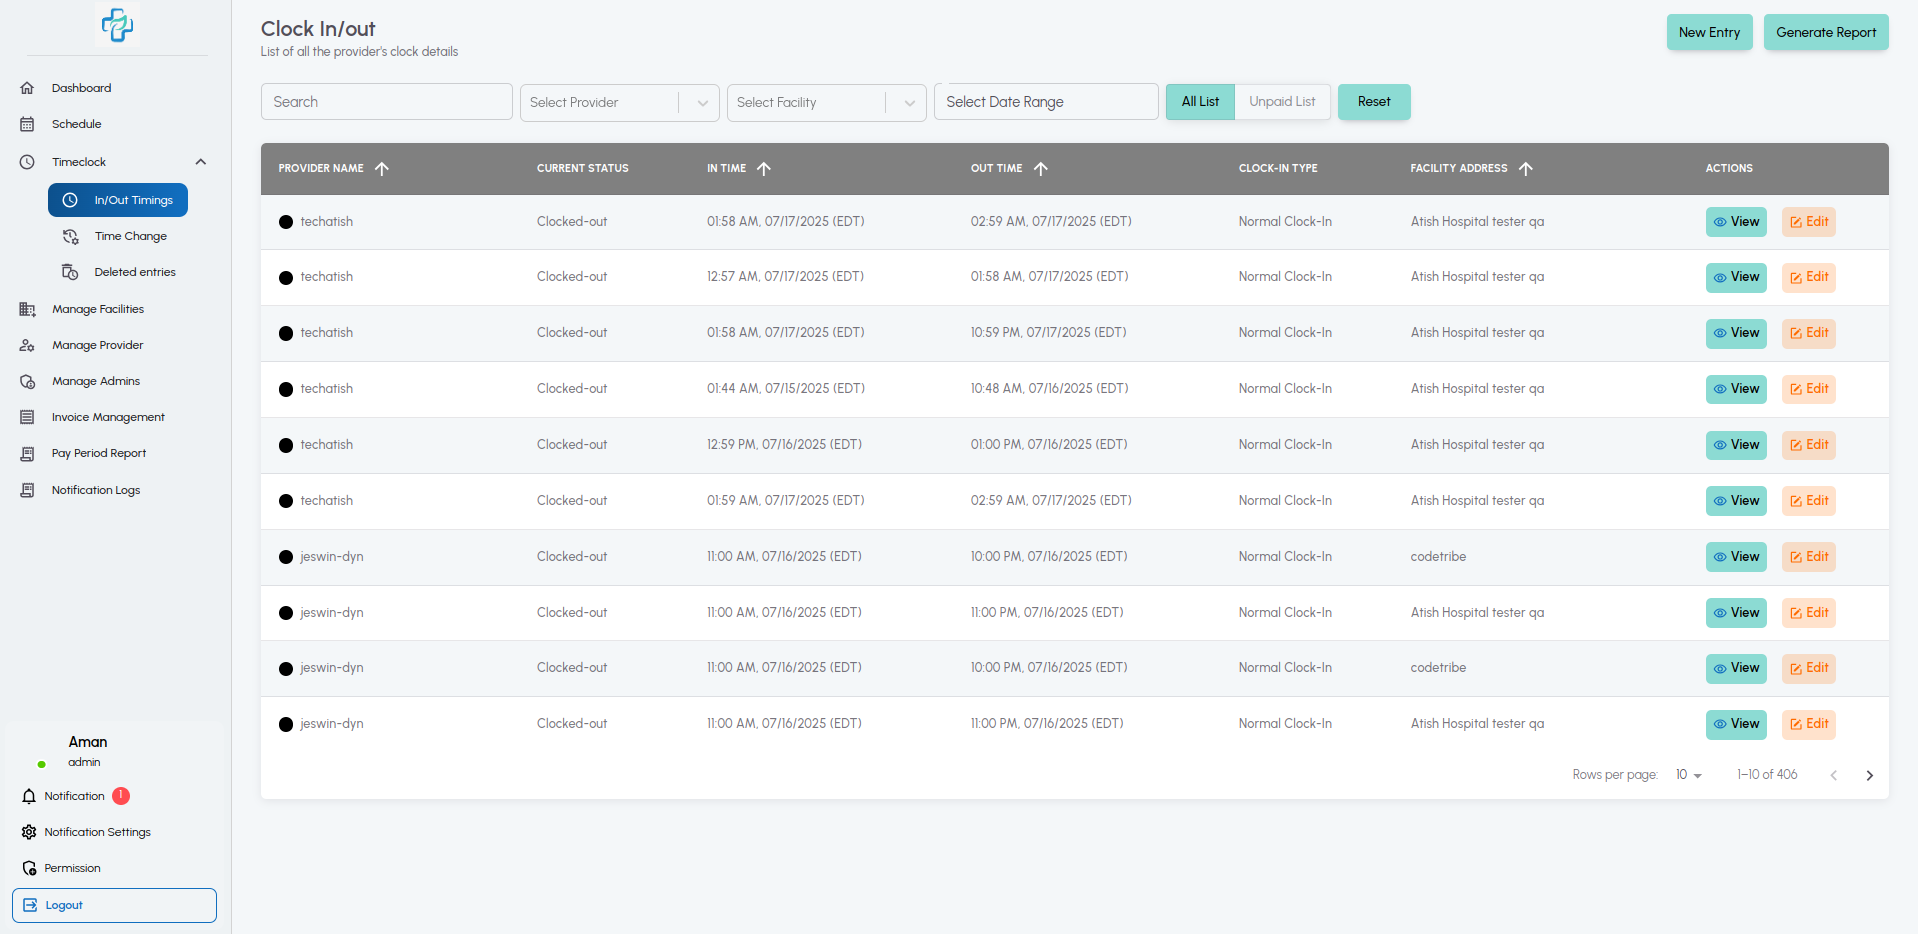 Dashboard
Schedule
Timeclock
In/Out Timings
Time Change
Deleted entries
Manage Facilities
Manage Provider
Manage Admins
Invoice Management
Pay Period Report
Notification Logs
Aman
admin
Notification 1
Notification Settings
Permission
Logout
Clock In/out
List of all the provider's clock details
New Entry Generate Report
Search Select Provider Select Facility Select Date Range All List Unpaid List Reset
PROVIDER NAME CURRENT STATUS IN TIME OUT TIME CLOCK-IN TYPE FACILITY ADDRESS ACTIONS
techatish Clocked-out 01:58 AM, 07/17/2025 (EDT) 02:59 AM, 07/17/2025 (EDT) Normal Clock-In Atish Hospital tester qa View Edit
techatish Clocked-out 12:57 AM, 07/17/2025 (EDT) 01:58 AM, 07/17/2025 (EDT) Normal Clock-In Atish Hospital tester qa View Edit
techatish Clocked-out 01:58 AM, 07/17/2025 (EDT) 10:59 PM, 07/17/2025 (EDT) Normal Clock-In Atish Hospital tester qa View Edit
techatish Clocked-out 01:44 AM, 07/15/2025 (EDT) 10:48 AM, 07/16/2025 (EDT) Normal Clock-In Atish Hospital tester qa View Edit
techatish Clocked-out 12:59 PM, 07/16/2025 (EDT) 01:00 PM, 07/16/2025 (EDT) Normal Clock-In Atish Hospital tester qa View Edit
techatish Clocked-out 01:59 AM, 07/17/2025 (EDT) 02:59 AM, 07/17/2025 (EDT) Normal Clock-In Atish Hospital tester qa View Edit
jeswin-dyn Clocked-out 11:00 AM, 07/16/2025 (EDT) 10:00 PM, 07/16/2025 (EDT) Normal Clock-In codetribe View Edit
jeswin-dyn Clocked-out 11:00 AM, 07/16/2025 (EDT) 11:00 PM, 07/16/2025 (EDT) Normal Clock-In Atish Hospital tester qa View Edit
jeswin-dyn Clocked-out 11:00 AM, 07/16/2025 (EDT) 10:00 PM, 07/16/2025 (EDT) Normal Clock-In codetribe View Edit
jeswin-dyn Clocked-out 11:00 AM, 07/16/2025 (EDT) 11:00 PM, 07/16/2025 (EDT) Normal Clock-In Atish Hospital tester qa View Edit
Rows per page: 10 1–10 of 406